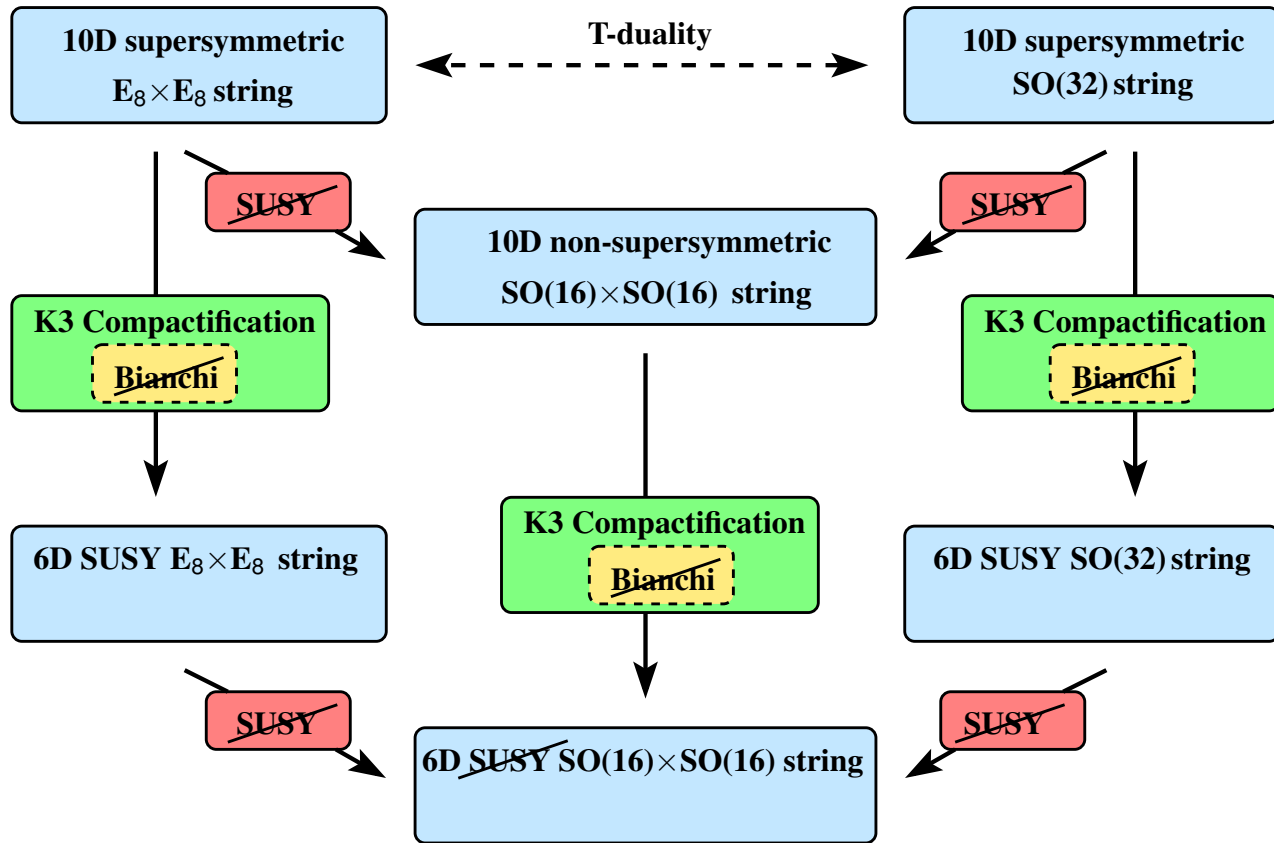 10D supersymmetric
E₈×E₈ string
T-duality
10D supersymmetric
SO(32) string
SUSY
SUSY
10D non-supersymmetric
SO(16)×SO(16) string
K3 Compactification
Bianchi
K3 Compactification
Bianchi
K3 Compactification
Bianchi
6D SUSY E₈×E₈ string
6D SUSY SO(32) string
SUSY
SUSY
6D SUSY SO(16)×SO(16) string